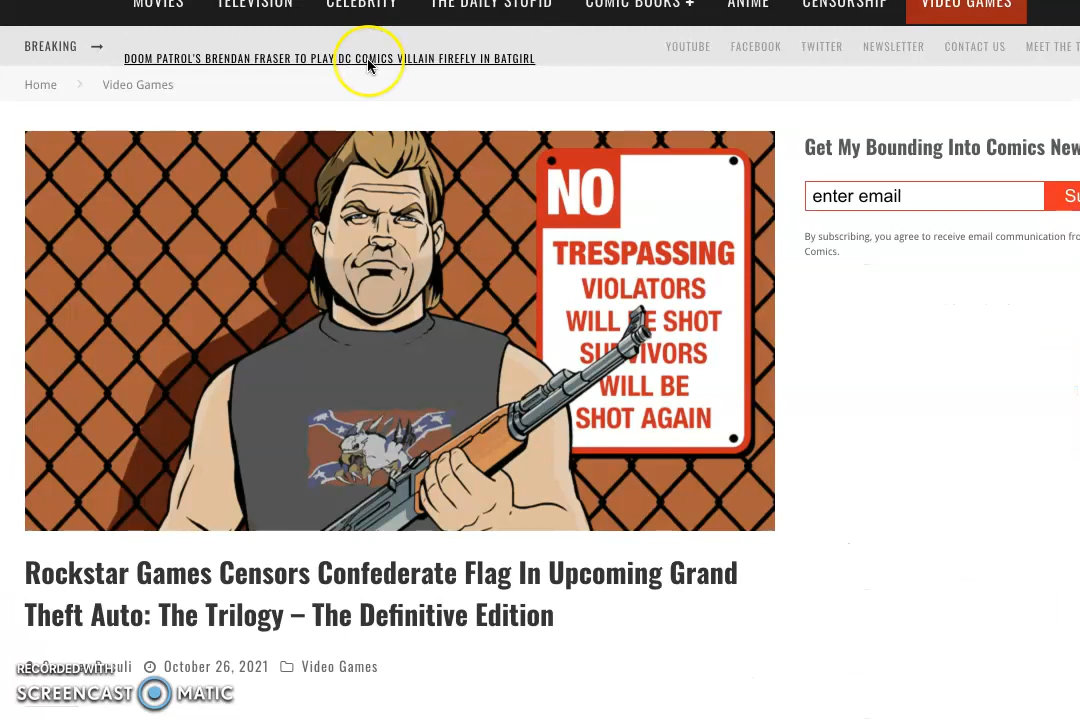 MOVIES TELEVISION CELEBRITY THE DAILY STUPID COMIC BOOKS + ANIME CENSORSHIP VIDEO GAMES
BREAKING → YOUTUBE FACEBOOK TWITTER NEWSLETTER CONTACT US MEET THE
DOOM PATROL'S BRENDAN FRASER TO PLAY DC COMICS VILLAIN FIREFLY IN BATGIRL
Home > Video Games
Get My Bounding Into Comics
enter email
By subscribing, you agree to receive email communication
Comics.
NO
TRESPASSING
VIOLATORS
WILL BE SHOT
SURVIVORS
WILL BE
SHOT AGAIN
Rockstar Games Censors Confederate Flag In Upcoming Grand
Theft Auto: The Trilogy – The Definitive Edition
October 26, 2021 Video Games
RECORDED WITH
SCREENCAST MATIC